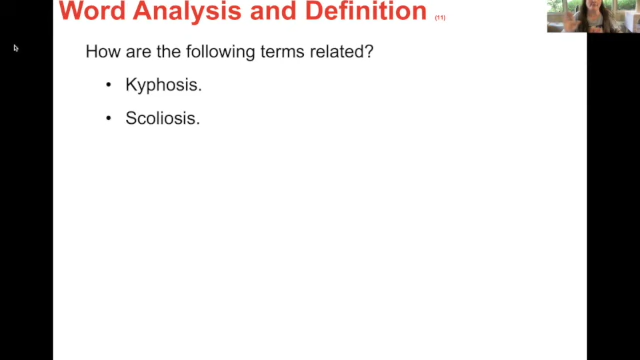 Word Analysis and Definition (11)
How are the following terms related?
• Kyphosis.
• Scoliosis.